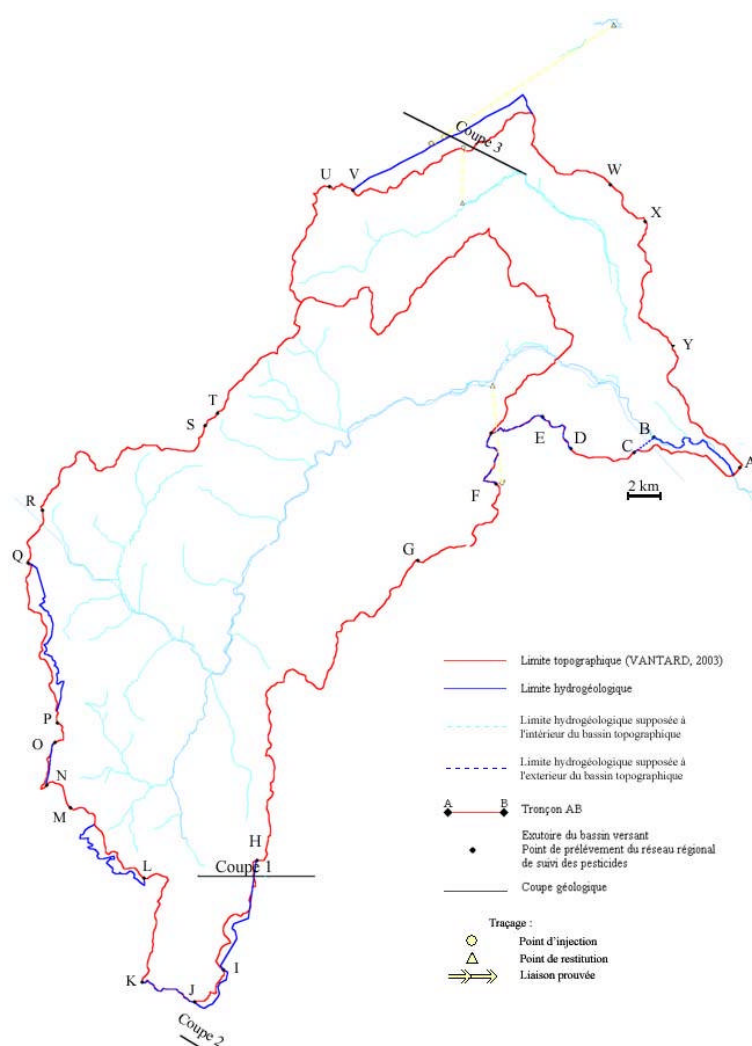 Coupe 3
U
V
W
X
Y
T
S
E
D
C
B
A
2 km
R
F
G
Q
P
O
N
M
L
H
Coupe 1
I
K
J
Coupe 2
Limite topographique (VANTARD, 2003)
Limite hydrogéologique
Limite hydrogéologique supposée à
l'intérieur du bassin topographique
Limite hydrogéologique supposée à
l'exterieur du bassin topographique
A B
Tronçon AB
Exutoire du bassin versant
Point de prélévement du réseau régional
de suivi des pesticides
Coupe géologique
Traçage :
Point d'injection
Point de restitution
Liaison prouvée